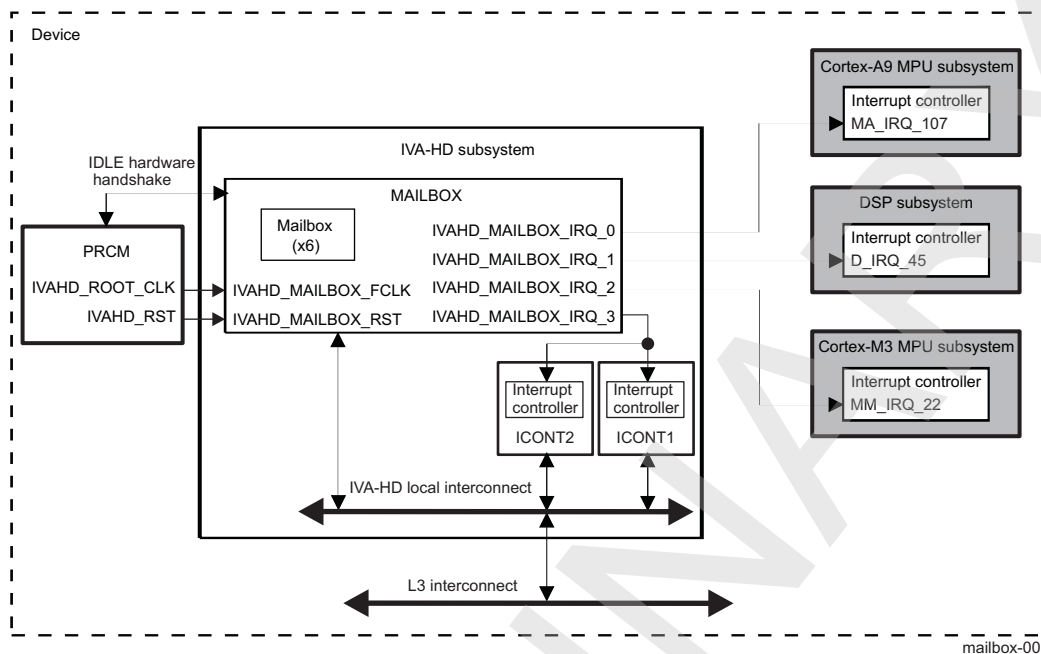 Device
Cortex-A9 MPU subsystem
Interrupt controller
MA_IRQ_107
IVA-HD subsystem
IDLE hardware
handshake
MAILBOX
Mailbox
(x6)
IVAHD_MAILBOX_IRQ_0
IVAHD_MAILBOX_IRQ_1
IVAHD_MAILBOX_IRQ_2
IVAHD_MAILBOX_IRQ_3
DSP subsystem
Interrupt controller
D_IRQ_45
PRCM
IVAHD_ROOT_CLK
IVAHD_RST
IVAHD_MAILBOX_FCLK
IVAHD_MAILBOX_RST
Cortex-M3 MPU subsystem
Interrupt controller
MM_IRQ_22
Interrupt
controller
ICONT2
Interrupt
controller
ICONT1
IVA-HD local interconnect
L3 interconnect
mailbox-00